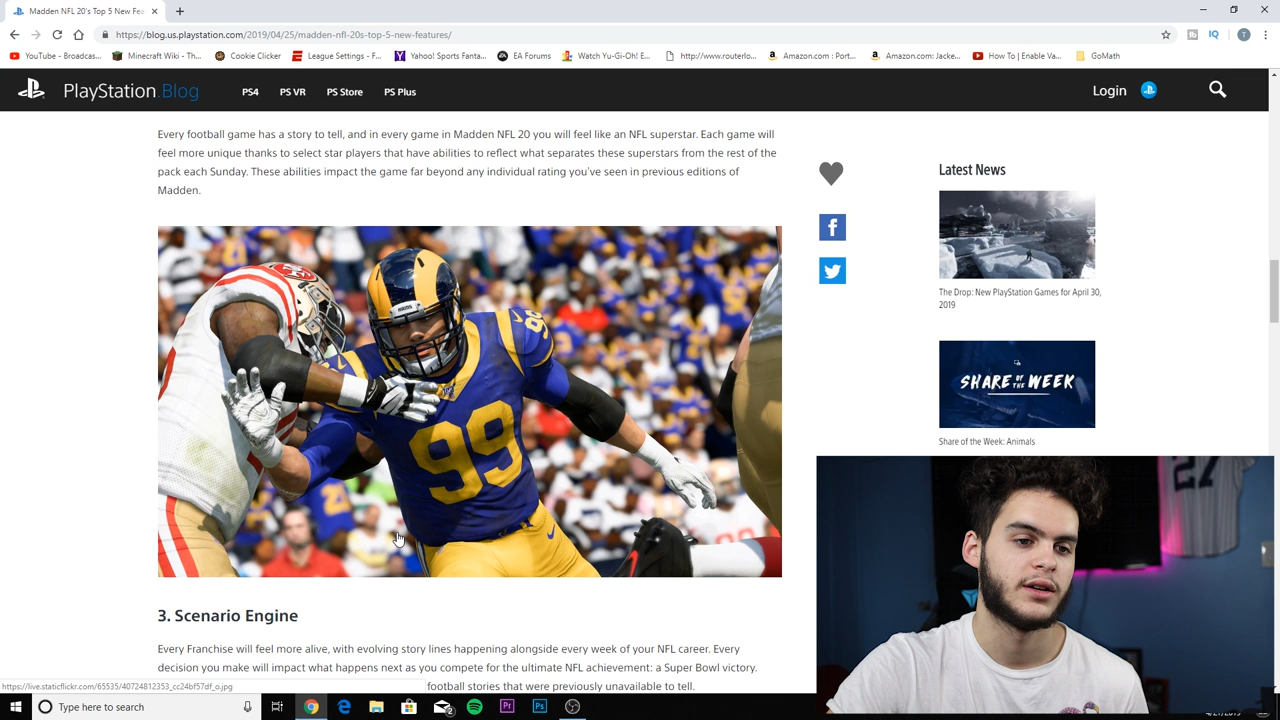 Madden NFL 20's Top 5 New Fea
https://blog.us.playstation.com/2019/04/25/madden-nfl-20s-top-5-new-features/
YouTube - Broadcas...
Minecraft Wiki - Th...
Cookie Clicker
League Settings - F...
Yahoo! Sports Fanta...
EA Forums
Watch Yu-Gi-Oh! E...
http://www.routerlo...
Amazon.com : Port...
Amazon.com: Jacke...
How To | Enable Va...
GoMath
PlayStation.Blog
PS4
PS VR
PS Store
PS Plus
Login
Every football game has a story to tell, and in every game in Madden NFL 20 you will feel like an NFL superstar. Each game will
feel more unique thanks to select star players that have abilities to reflect what separates these superstars from the rest of the
pack each Sunday. These abilities impact the game far beyond any individual rating you've seen in previous editions of
Madden.
99
99
Latest News
The Drop: New PlayStation Games for April 30,
2019
SHARE OF THE WEEK
Share of the Week: Animals
27
3. Scenario Engine
Every Franchise will feel more alive, with evolving story lines happening alongside every week of your NFL career. Every
decision you make will impact what happens next as you compete for the ultimate NFL achievement: a Super Bowl victory.
football stories that were previously unavailable to tell.
https://live.staticflickr.com/65535/40724812353_cc24bf57df_o.jpg
Type here to search